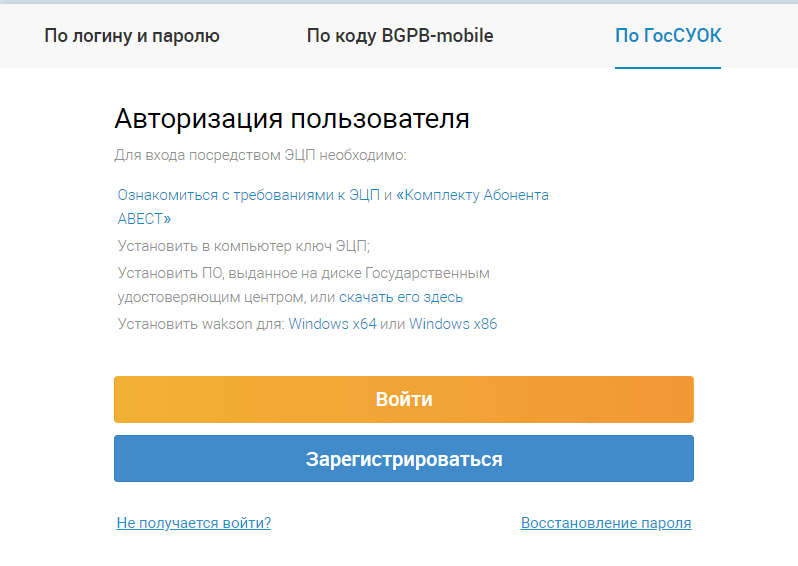 По логину и паролю По коду BGPB-mobile По ГосСУОК
Авторизация пользователя
Для входа посредством ЭЦП необходимо:
Ознакомиться с требованиями к ЭЦП и «Комплекту Абонента
АВЕСТ»
Установить в компьютер ключ ЭЦП;
Установить ПО, выданное на диске Государственным
удостоверяющим центром, или скачать его здесь
Установить wakson для: Windows x64 или Windows x86
Войти
Зарегистрироваться
Не получается войти? Восстановление пароля